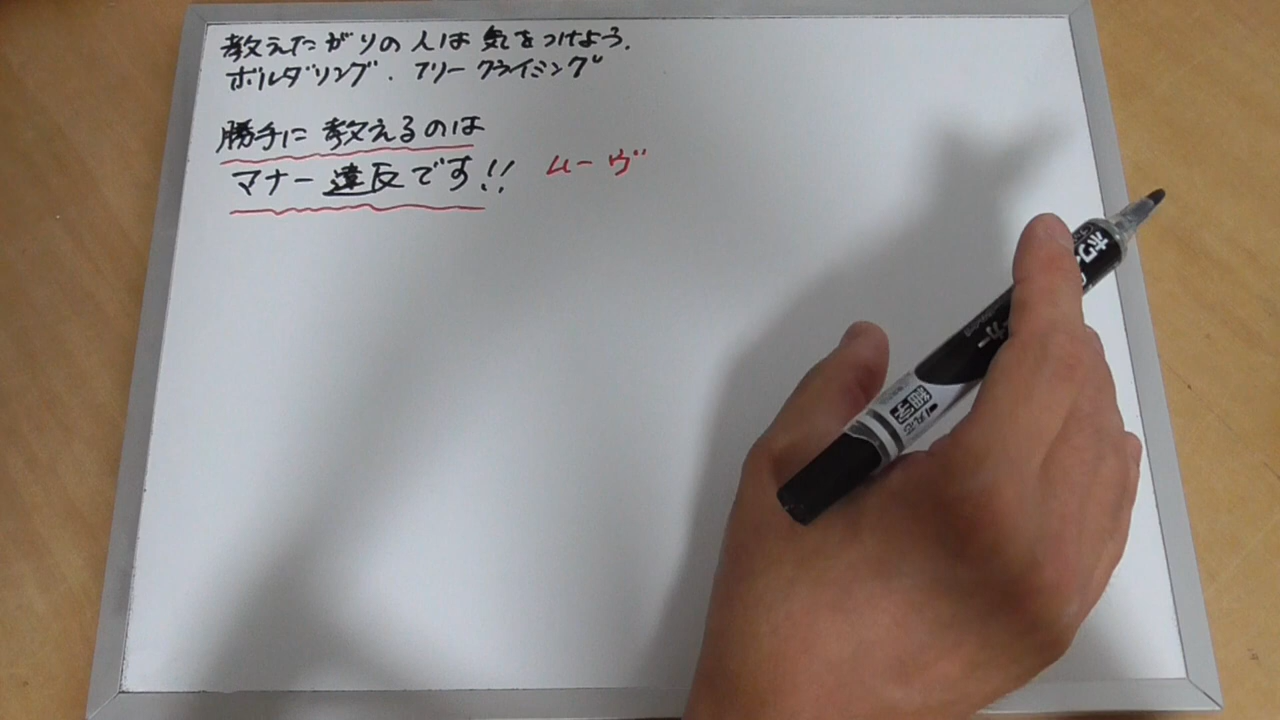 教えたがりの人は気をつけよう.
ボルダリング. フリークライミング
勝手に教えるのは
マナー違反です!! ムーヴ
細字